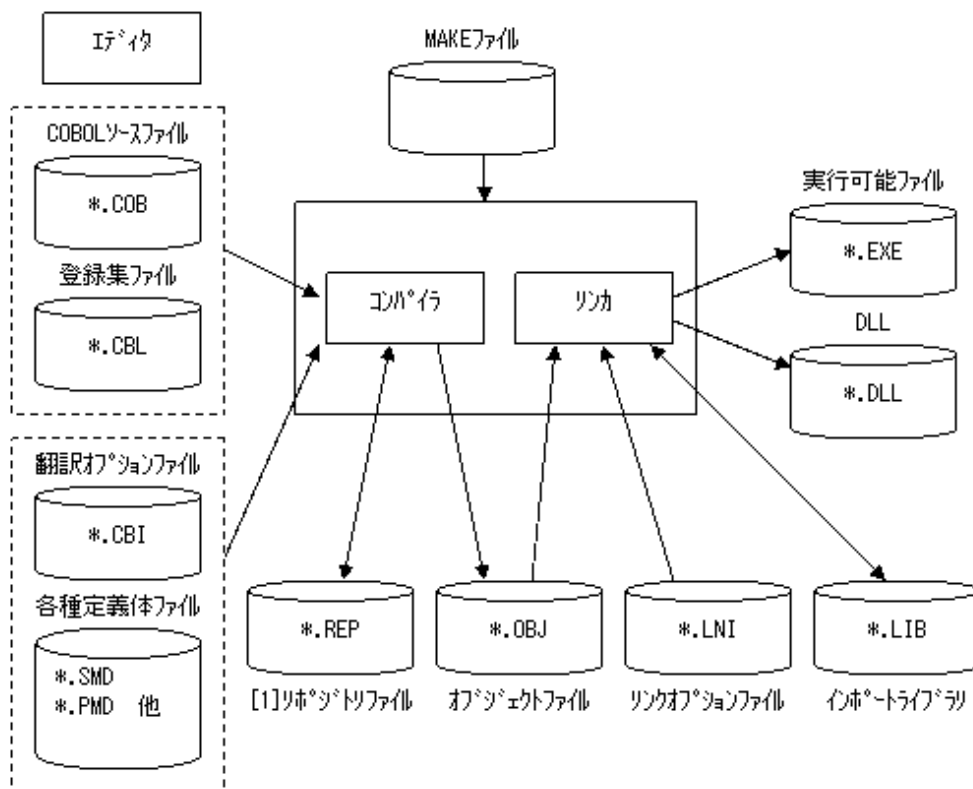 ｴﾃﾞｨﾀ
MAKEﾌｧｲﾙ
COBOLｿｰｽﾌｧｲﾙ
*.COB
登録集ﾌｧｲﾙ
*.CBL
翻訳ｵﾌﾟｼｮﾝﾌｧｲﾙ
*.CBI
各種定義体ﾌｧｲﾙ
*.SMD
*.PMD 他
ｺﾝﾊﾟｲﾗ
ﾘﾝｶ
実行可能ﾌｧｲﾙ
*.EXE
DLL
*.DLL
*.REP
[1]ﾘﾎﾟｼﾞﾄﾘﾌｧｲﾙ
*.OBJ
ｵﾌﾞｼﾞｪｸﾄﾌｧｲﾙ
*.LNI
ﾘﾝｸｵﾌﾟｼｮﾝﾌｧｲﾙ
*.LIB
ｲﾝﾎﾟｰﾄﾗｲﾌﾞﾗﾘ